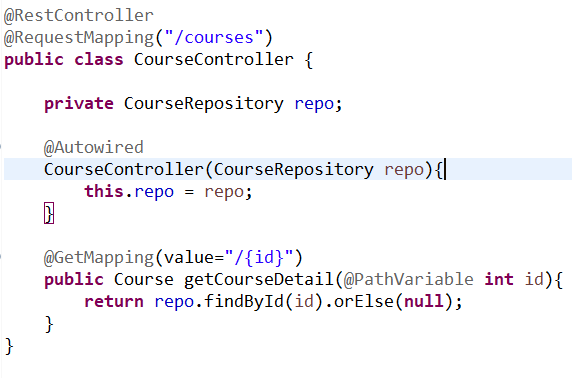 @RestController
@RequestMapping("/courses")
public class CourseController {
private CourseRepository repo;
@Autowired
CourseController(CourseRepository repo){
this.repo = repo;
}
@GetMapping(value="/{id}")
public Course getCourseDetail(@PathVariable int id){
return repo.findById(id).orElse(null);
}
}